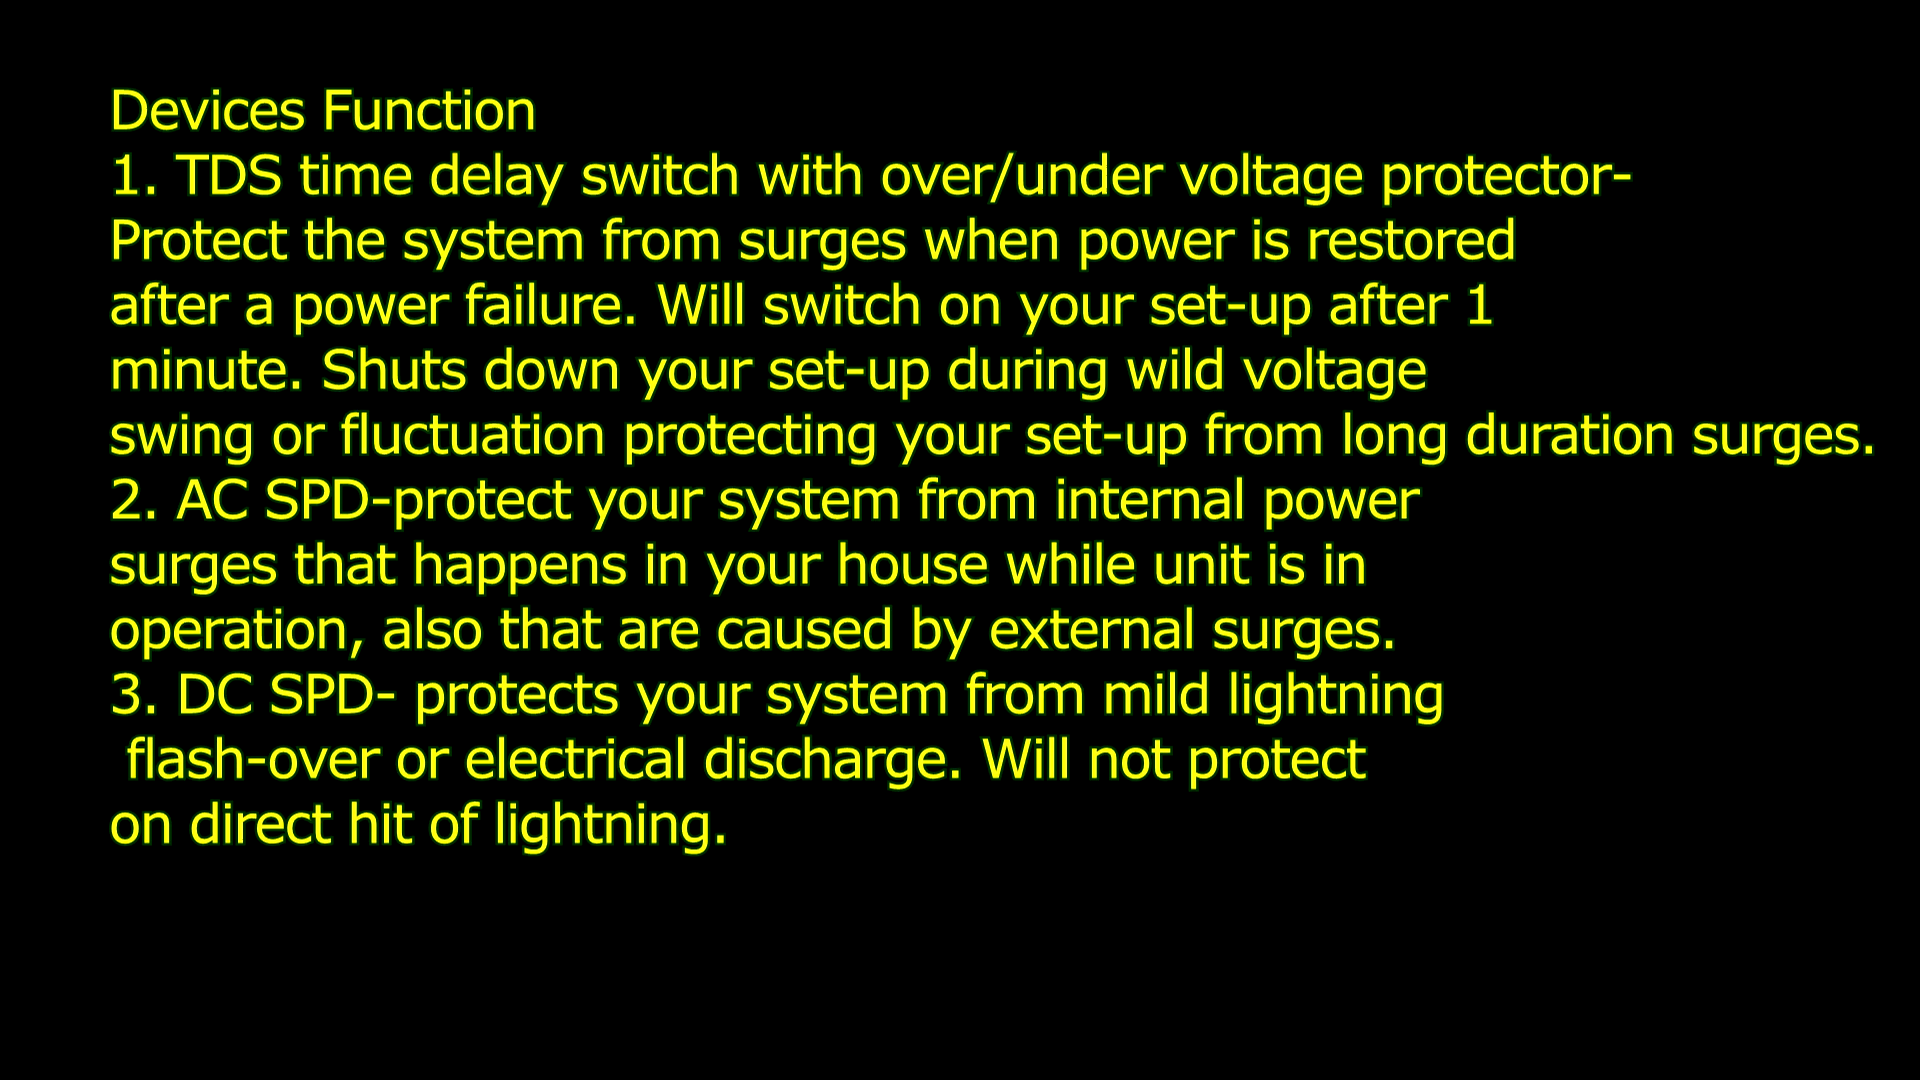 Devices Function
1. TDS time delay switch with over/under voltage protector-
Protect the system from surges when power is restored
after a power failure. Will switch on your set-up after 1
minute. Shuts down your set-up during wild voltage
swing or fluctuation protecting your set-up from long duration surges.
2. AC SPD-protect your system from internal power
surges that happens in your house while unit is in
operation, also that are caused by external surges.
3. DC SPD- protects your system from mild lightning
flash-over or electrical discharge. Will not protect
on direct hit of lightning.